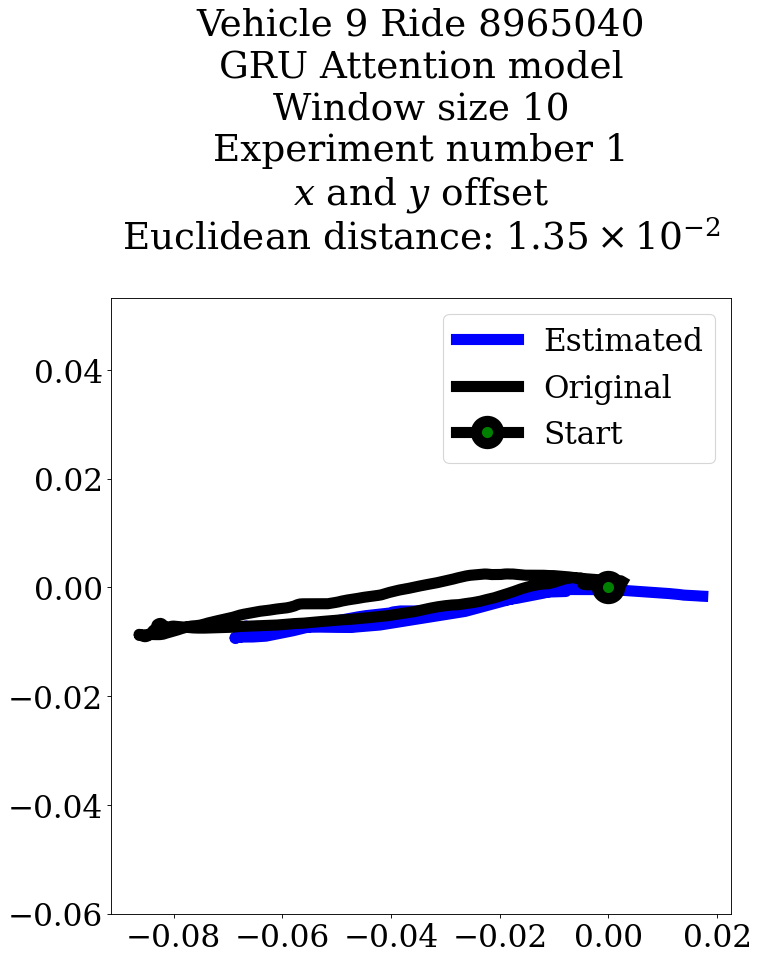 Vehicle 9 Ride 8965040
GRU Attention model
Window size 10
Experiment number 1
x and y offset
Euclidean distance: 1.35 × 10⁻²
Estimated
Original
Start
0.04
0.02
0.00
−0.02
−0.04
−0.06
−0.08 −0.06 −0.04 −0.02 0.00 0.02